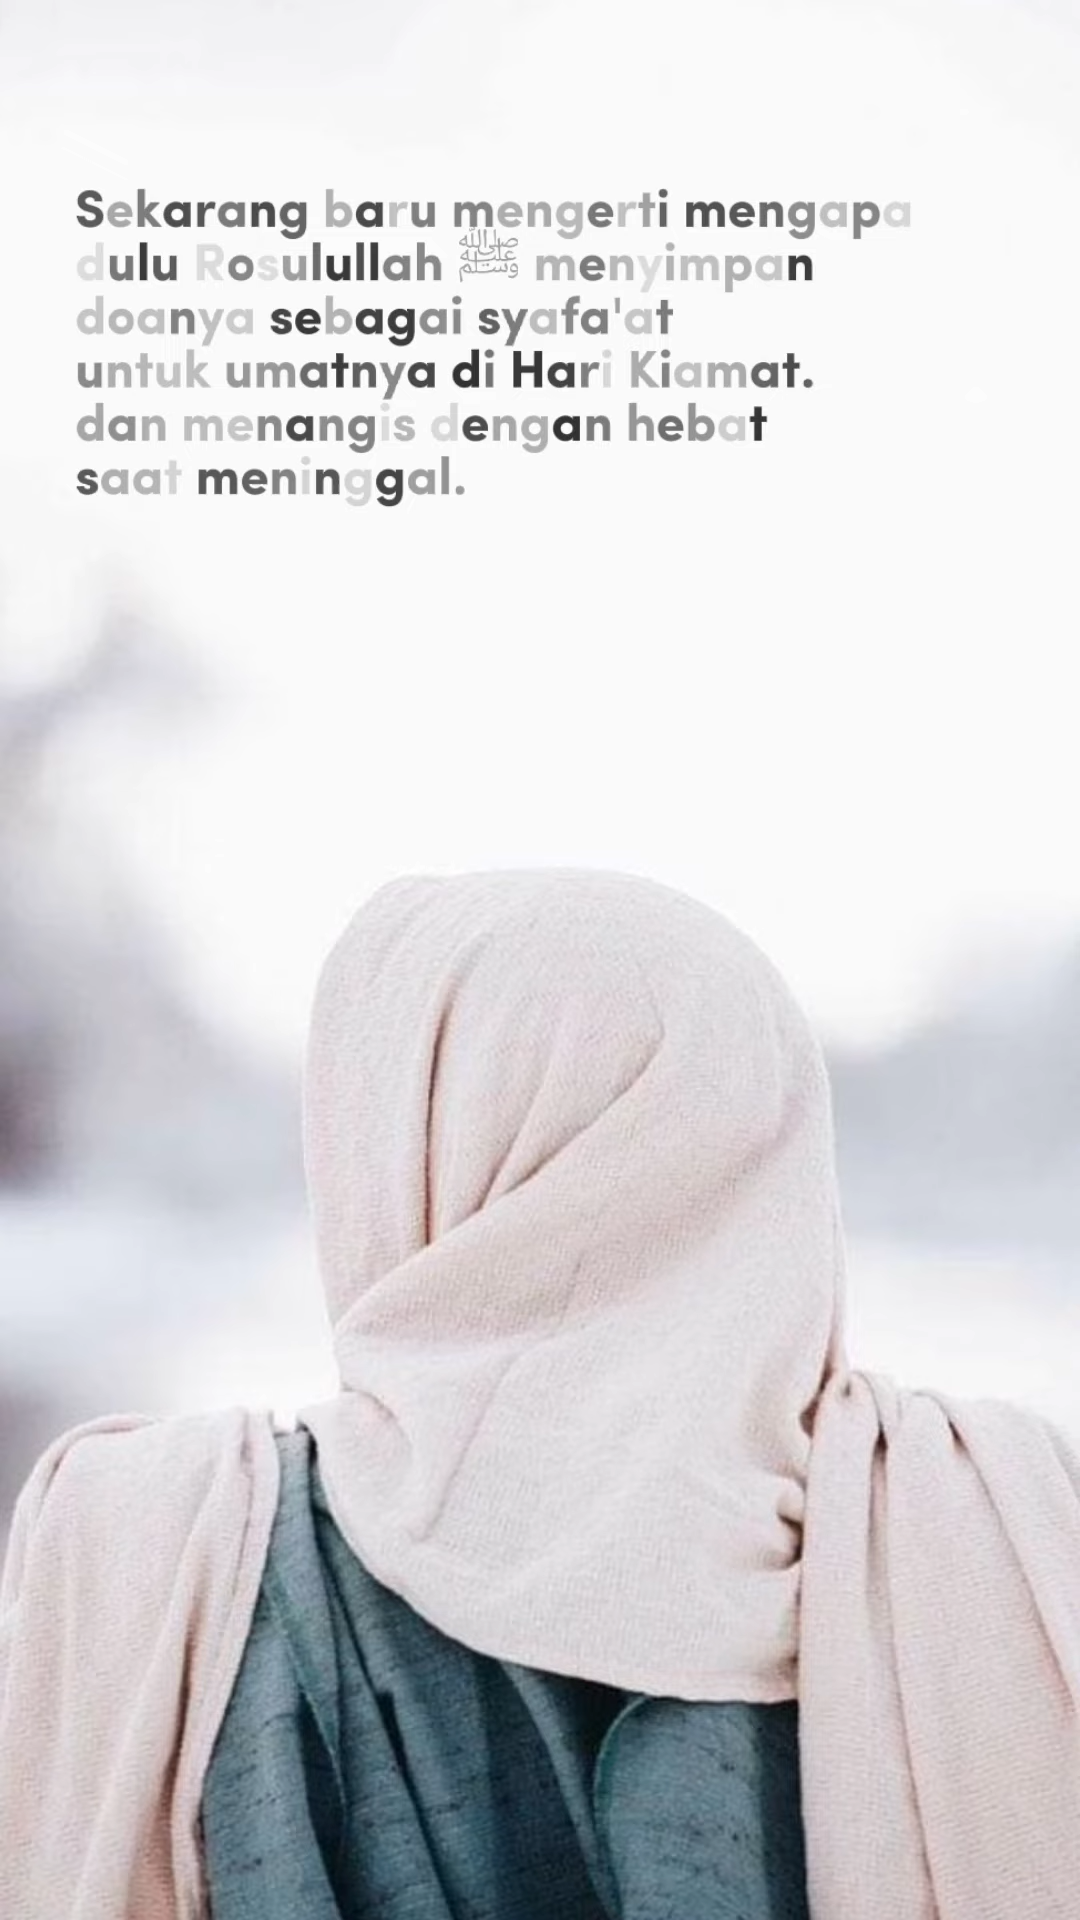 Sekarang baru mengerti mengapa
dulu Rosulullah ﷺ menyimpan
doanya sebagai syafa'at
untuk umatnya di Hari Kiamat.
dan menangis dengan hebat
saat meninggal.